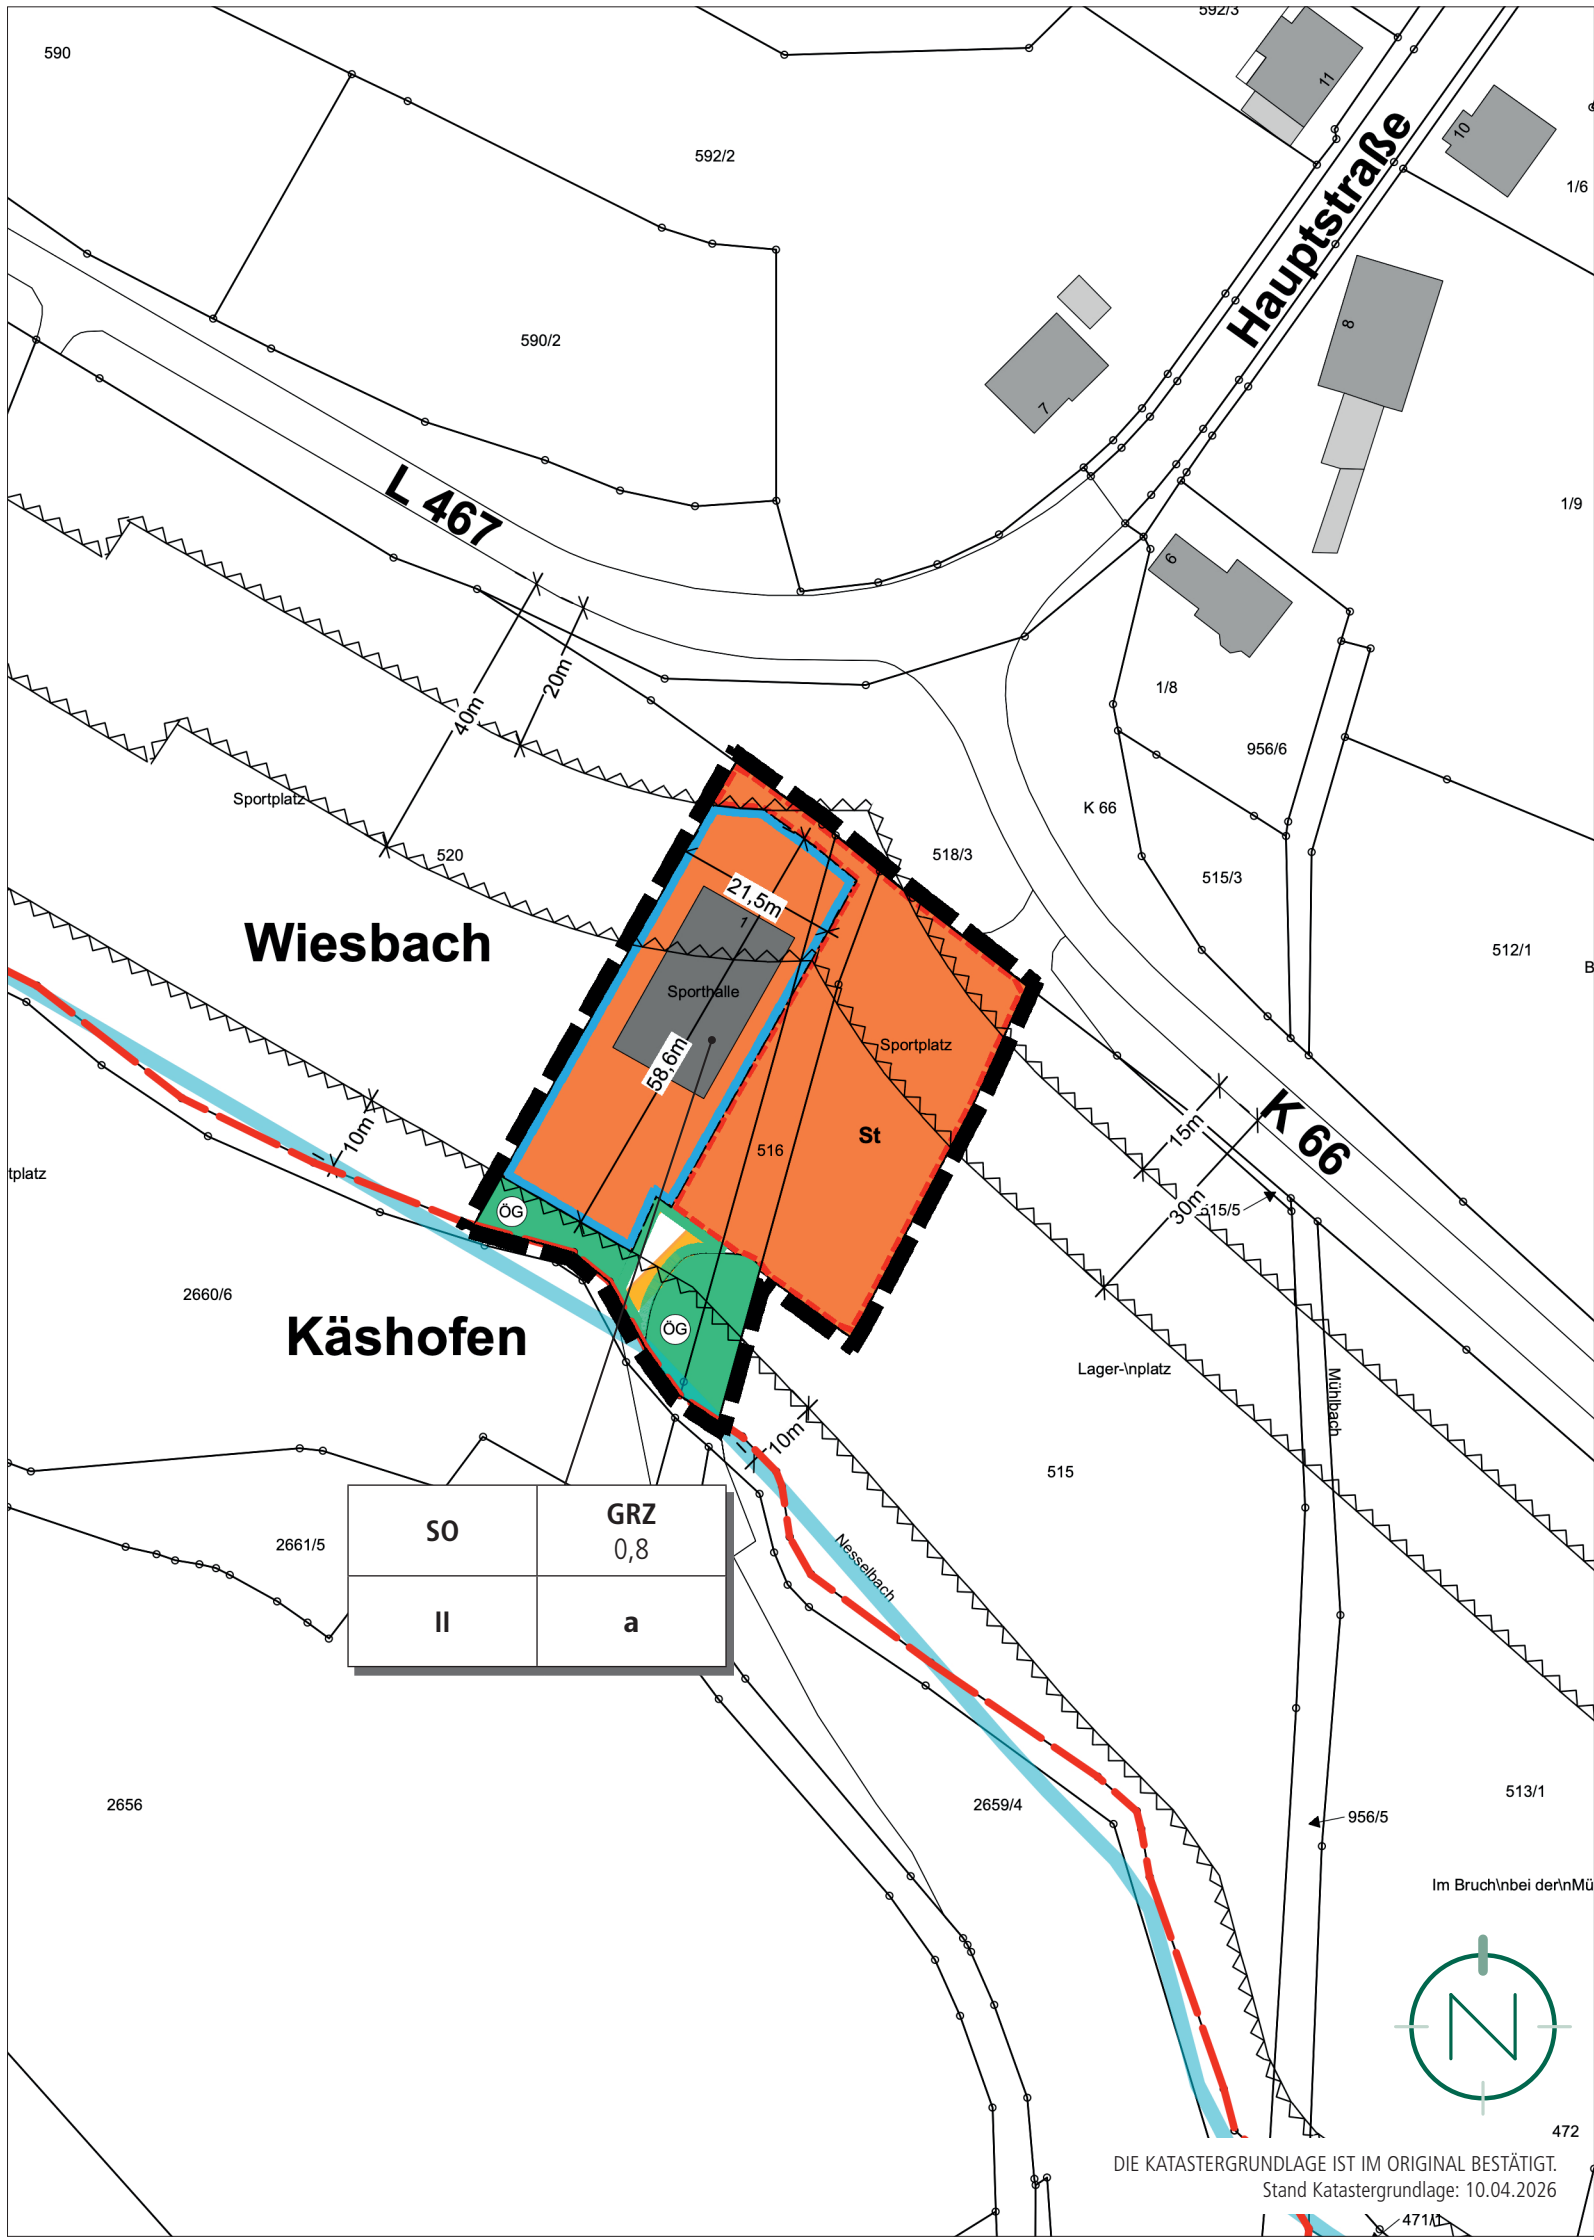 592/3
590
11
10
592/2
1/6
Hauptstraße
8
590/2
7
L 467
1/9
6
20m
1/8
40m
956/6
Sportplatz
K 66
520
518/3
515/3
21,5m
1
Wiesbach
512/1
B
Sporthalle
Sportplatz
58,6m
10m
15m
K 66
St
516
tplatz
30m
515/5
ÖG
2660/6
Käshofen
ÖG
Lager-\nplatz
Mühlbach
10m
515
SO
GRZ
0,8
2661/5
Nesselbach
II
a
2656
2659/4
513/1
956/5
Im Bruch\nbei der\nMü
N
472
DIE KATASTERGRUNDLAGE IST IM ORIGINAL BESTÄTIGT.
Stand Katastergrundlage: 10.04.2026
471/1